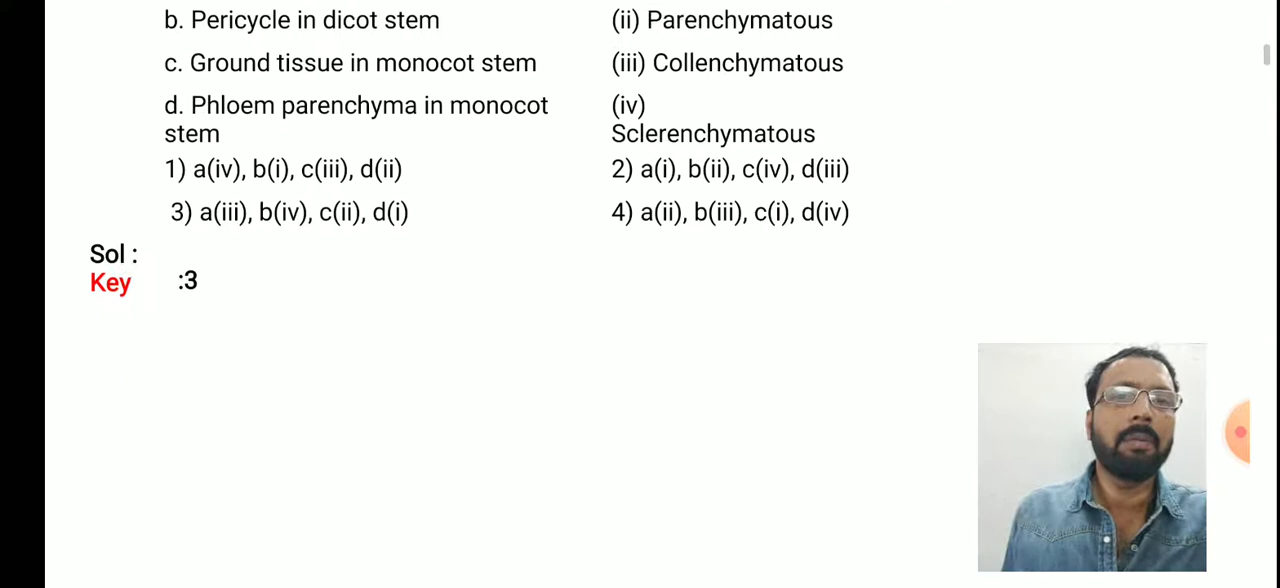 b. Pericycle in dicot stem (ii) Parenchymatous
c. Ground tissue in monocot stem (iii) Collenchymatous
d. Phloem parenchyma in monocot (iv)
stem Sclerenchymatous
1) a(iv), b(i), c(iii), d(ii) 2) a(i), b(ii), c(iv), d(iii)
3) a(iii), b(iv), c(ii), d(i) 4) a(ii), b(iii), c(i), d(iv)
Sol :
Key :3